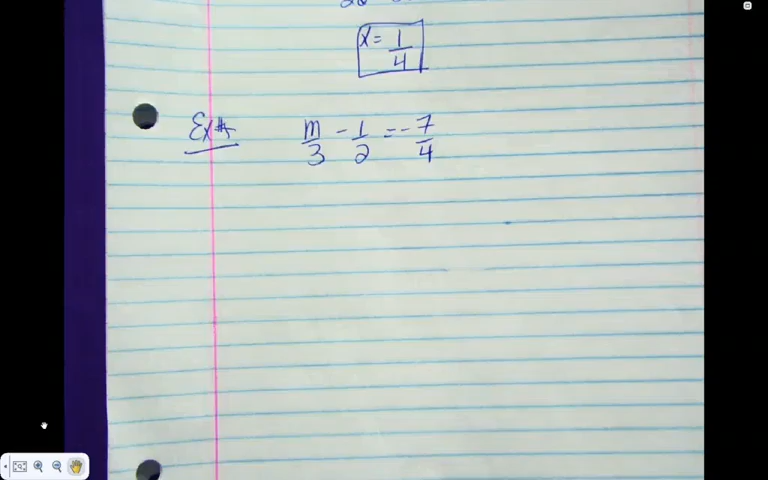 x = 1/4
Ex# m/3 - 1/2 = - 7/4